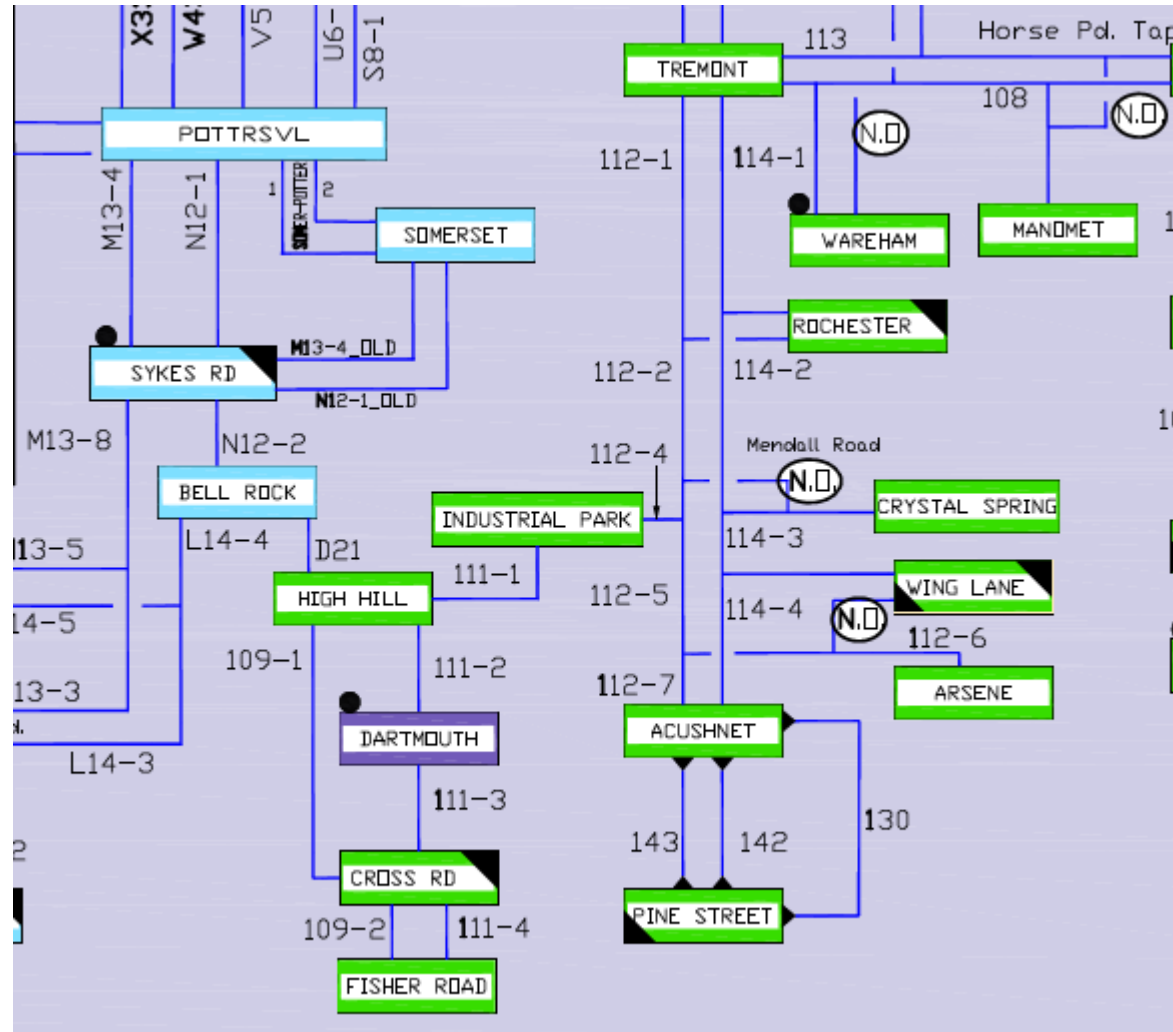 V5
S8-1
113
Horse Pd. Tap
TREMONT
108
N.O.
N.O.
POTTRSVL
112-1
114-1
M13-4
N12-1
1
SOMER-POTTER
2
SOMERSET
WAREHAM
MANOMET
ROCHESTER
M13-4_OLD
SYKES RD
112-2
114-2
N12-1_OLD
M13-8
N12-2
112-4
Mendall Road
N.O.
BELL ROCK
CRYSTAL SPRING
INDUSTRIAL PARK
L14-4
D21
114-3
13-5
111-1
HIGH HILL
112-5
WING LANE
114-4
N.O.
14-5
112-6
109-1
111-2
13-3
112-7
ARSENE
ACUSHNET
DARTMOUTH
L14-3
111-3
130
143
142
CROSS RD
PINE STREET
109-2
111-4
FISHER ROAD